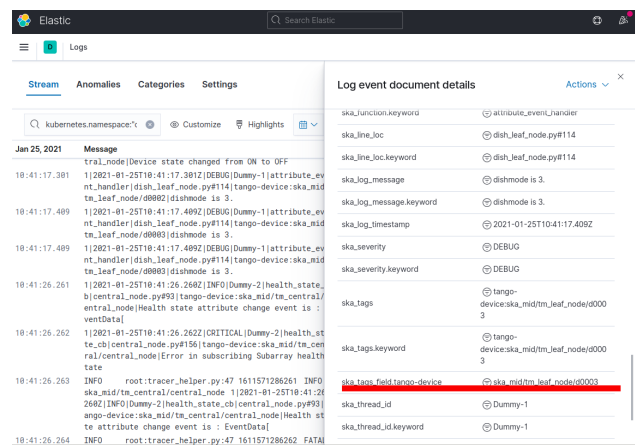 Elastic
Search Elastic
D Logs
Stream Anomalies Categories Settings
kubernetes.namespace:"c Customize Highlights
Jan 25, 2021 Message
tral_node|Device state changed from ON to OFF
10:41:17.301 1|2021-01-25T10:41:17.301Z|DEBUG|Dummy-1|attribute_ev
nt_handler|dish_leaf_node.py#114|tango-device:ska_mid
tm_leaf_node/d0002|dishmode is 3.
10:41:17.409 1|2021-01-25T10:41:17.409Z|DEBUG|Dummy-1|attribute_ev
nt_handler|dish_leaf_node.py#114|tango-device:ska_mid
tm_leaf_node/d0003|dishmode is 3.
10:41:17.409 1|2021-01-25T10:41:17.409Z|DEBUG|Dummy-1|attribute_ev
nt_handler|dish_leaf_node.py#114|tango-device:ska_mid
tm_leaf_node/d0003|dishmode is 3.
10:41:26.261 1|2021-01-25T10:41:26.260Z|INFO|Dummy-2|health_state_
b|central_node.py#93|tango-device:ska_mid/tm_central/
entral_node|Health state attribute change event is :
ventData[
10:41:26.262 1|2021-01-25T10:41:26.262Z|CRITICAL|Dummy-2|health_st
te_cb|central_node.py#156|tango-device:ska_mid/tm_cen
ral/central_node|Error in subscribing Subarray health
tate
10:41:26.263 INFO root:tracer_helper.py:47 1611571286261 INFO
ska_mid/tm_central/central_node 1|2021-01-25T10:41:26
260Z|INFO|Dummy-2|health_state_cb|central_node.py#93|
ango-device:ska_mid/tm_central/central_node|Health st
te attribute change event is : EventData[
10:41:26.264 INFO root:tracer_helper.py:47 1611571286262 FATAL
Log event document details
Actions
ska_function.keyword attribute_event_handler
ska_line_loc dish_leaf_node.py#114
ska_line_loc.keyword dish_leaf_node.py#114
ska_log_message dishmode is 3.
ska_log_message.keyword dishmode is 3.
ska_log_timestamp 2021-01-25T10:41:17.409Z
ska_severity DEBUG
ska_severity.keyword DEBUG
ska_tags tango-
device:ska_mid/tm_leaf_node/d000
3
ska_tags.keyword tango-
device:ska_mid/tm_leaf_node/d000
3
ska_tags_field.tango-device ska_mid/tm_leaf_node/d0003
ska_thread_id Dummy-1
ska_thread_id.keyword Dummy-1